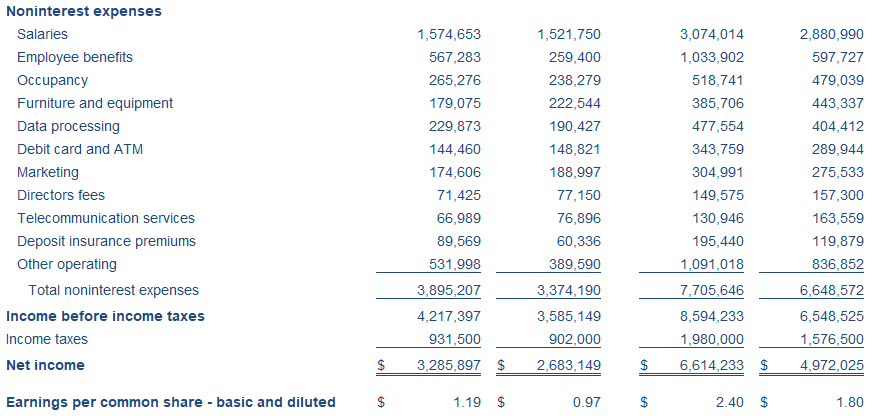 Noninterest expenses
Salaries 1,574,653 1,521,750 3,074,014 2,880,990
Employee benefits 567,283 259,400 1,033,902 597,727
Occupancy 265,276 238,279 518,741 479,039
Furniture and equipment 179,075 222,544 385,706 443,337
Data processing 229,873 190,427 477,554 404,412
Debit card and ATM 144,460 148,821 343,759 289,944
Marketing 174,606 188,997 304,991 275,533
Directors fees 71,425 77,150 149,575 157,300
Telecommunication services 66,989 76,896 130,946 163,559
Deposit insurance premiums 89,569 60,336 195,440 119,879
Other operating 531,998 389,590 1,091,018 836,852
Total noninterest expenses 3,895,207 3,374,190 7,705,646 6,648,572
Income before income taxes 4,217,397 3,585,149 8,594,233 6,548,525
Income taxes 931,500 902,000 1,980,000 1,576,500
Net income $ 3,285,897 $ 2,683,149 $ 6,614,233 $ 4,972,025
Earnings per common share - basic and diluted $ 1.19 $ 0.97 $ 2.40 $ 1.80